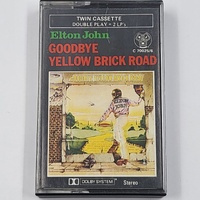 TWIN CASSETTE
DOUBLE PLAY - 2 LP's
Elton John
GOODBYE
YELLOW BRICK ROAD
DOLBY SYSTEM
Stereo